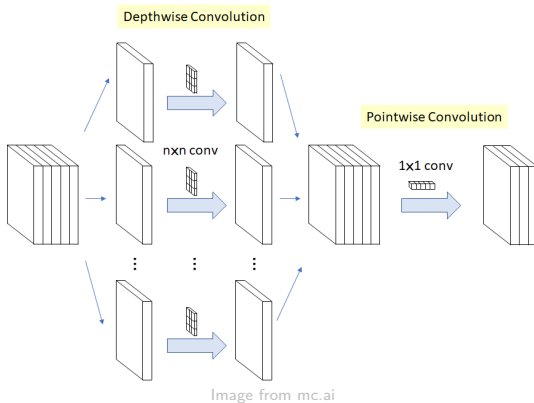 Depthwise Convolution
Pointwise Convolution
n×n conv
1×1 conv
Image from mc.ai